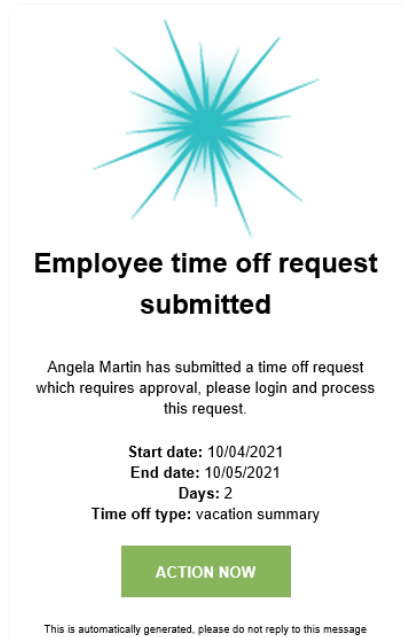 Employee time off request
submitted
Angela Martin has submitted a time off request
which requires approval, please login and process
this request.
Start date: 10/04/2021
End date: 10/05/2021
Days: 2
Time off type: vacation summary
ACTION NOW
This is automatically generated, please do not reply to this message